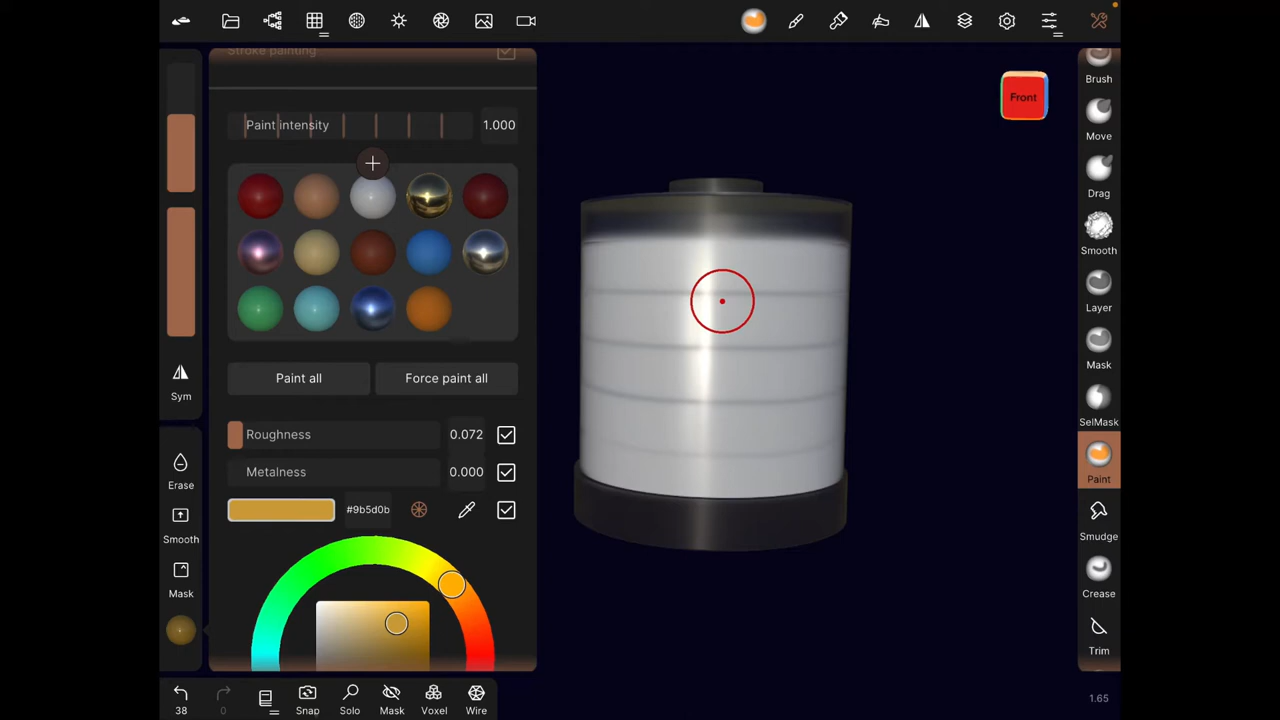 Stroke painting
Paint intensity 1.000
Paint all
Force paint all
Roughness 0.072
Metalness 0.000
#9b5d0b
Sym
Erase
Smooth
Mask
38
0
Snap
Solo
Mask
Voxel
Wire
Front
Brush
Move
Drag
Smooth
Layer
Mask
SelMask
Paint
Smudge
Crease
Trim
1.65